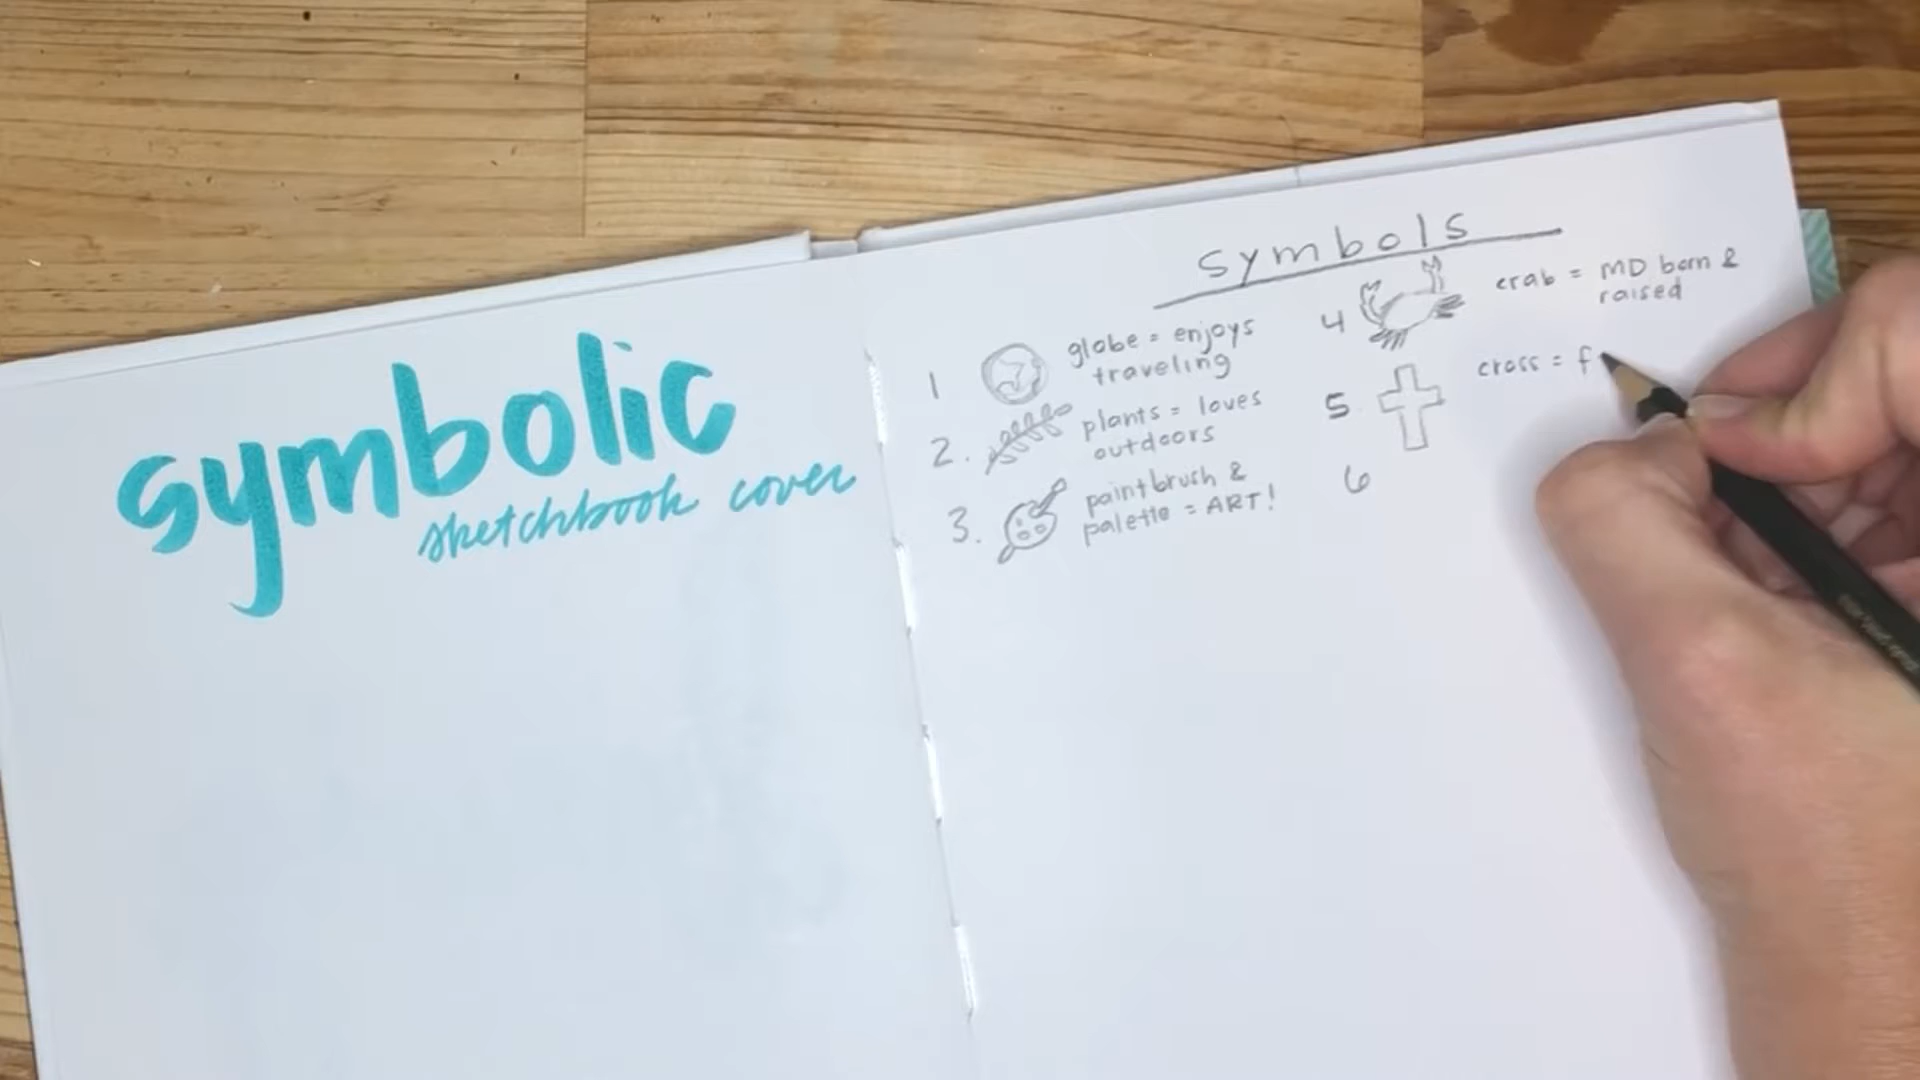 symbolic
sketchbook cover
symbols
1 globe = enjoys
traveling
2. plants = loves
outdoors
3. paintbrush &
palette = ART!
4 crab = MD born &
raised
5 cross = f
6